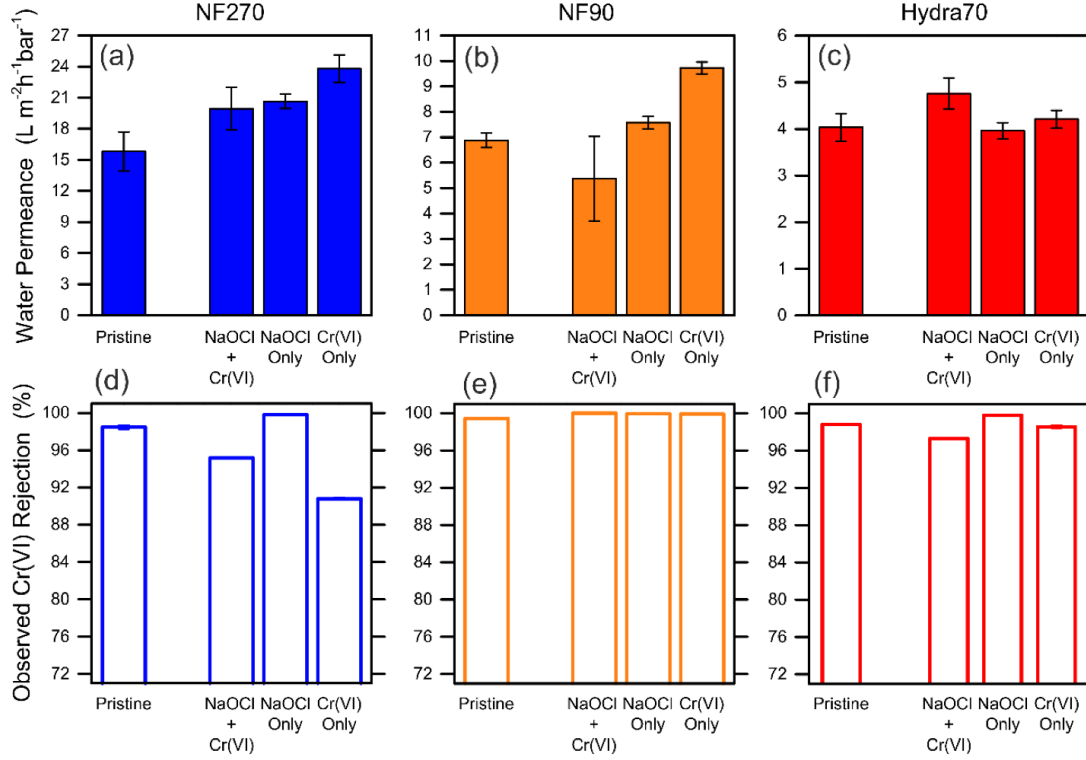 NF270
NF90
Hydra70
Water Permeance (L m⁻²h⁻¹bar⁻¹)
(a)
27
24
21
18
15
12
9
6
3
0
Pristine
NaOCl
+
Cr(VI)
NaOCl
Only
Cr(VI)
Only
(b)
11
10
9
8
7
6
5
4
3
2
1
0
Pristine
NaOCl
+
Cr(VI)
NaOCl
Only
Cr(VI)
Only
(c)
6
5
4
3
2
1
0
Pristine
NaOCl
+
Cr(VI)
NaOCl
Only
Cr(VI)
Only
Observed Cr(VI) Rejection (%)
(d)
100
96
92
88
84
80
76
72
Pristine
NaOCl
+
Cr(VI)
NaOCl
Only
Cr(VI)
Only
(e)
100
96
92
88
84
80
76
72
Pristine
NaOCl
+
Cr(VI)
NaOCl
Only
Cr(VI)
Only
(f)
100
96
92
88
84
80
76
72
Pristine
NaOCl
+
Cr(VI)
NaOCl
Only
Cr(VI)
Only